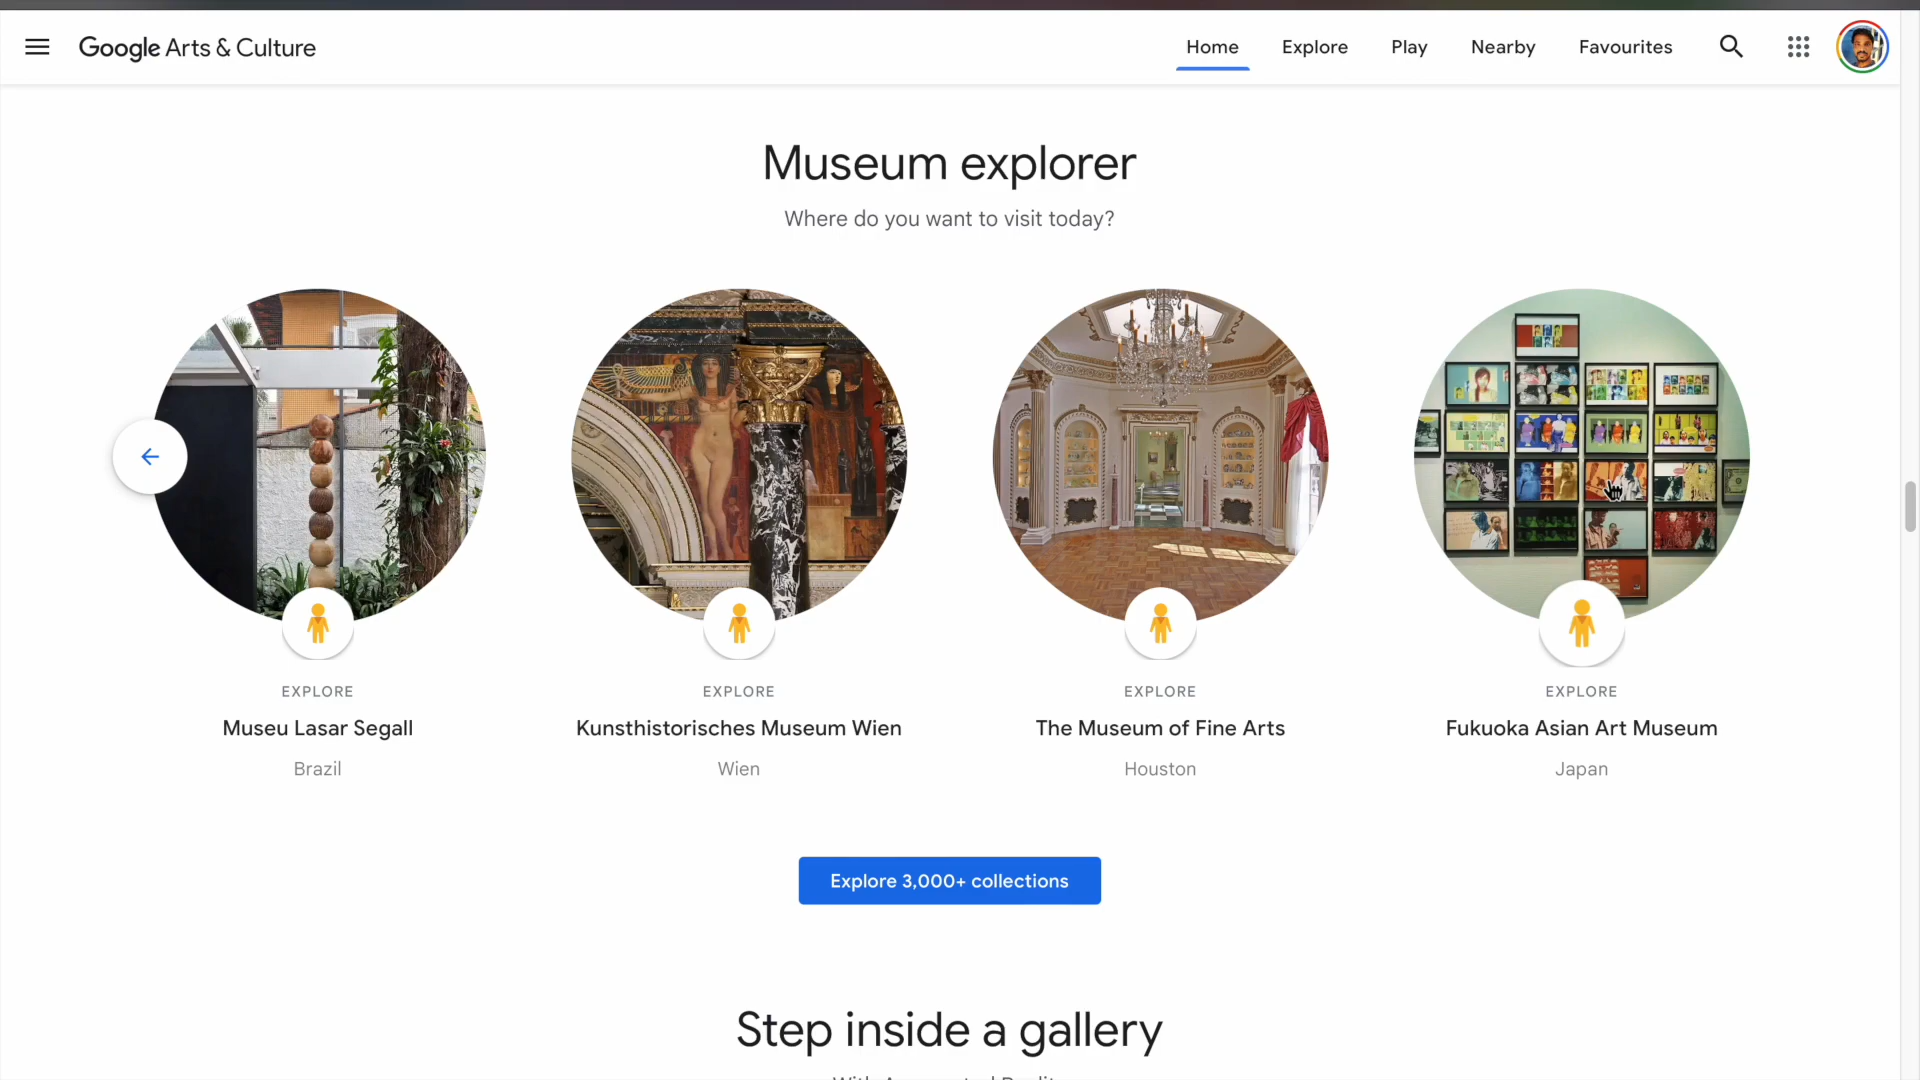 Google Arts & Culture
Home Explore Play Nearby Favourites
Museum explorer
Where do you want to visit today?
EXPLORE
Museu Lasar Segall
Brazil
EXPLORE
Kunsthistorisches Museum Wien
Wien
EXPLORE
The Museum of Fine Arts
Houston
EXPLORE
Fukuoka Asian Art Museum
Japan
Explore 3,000+ collections
Step inside a gallery